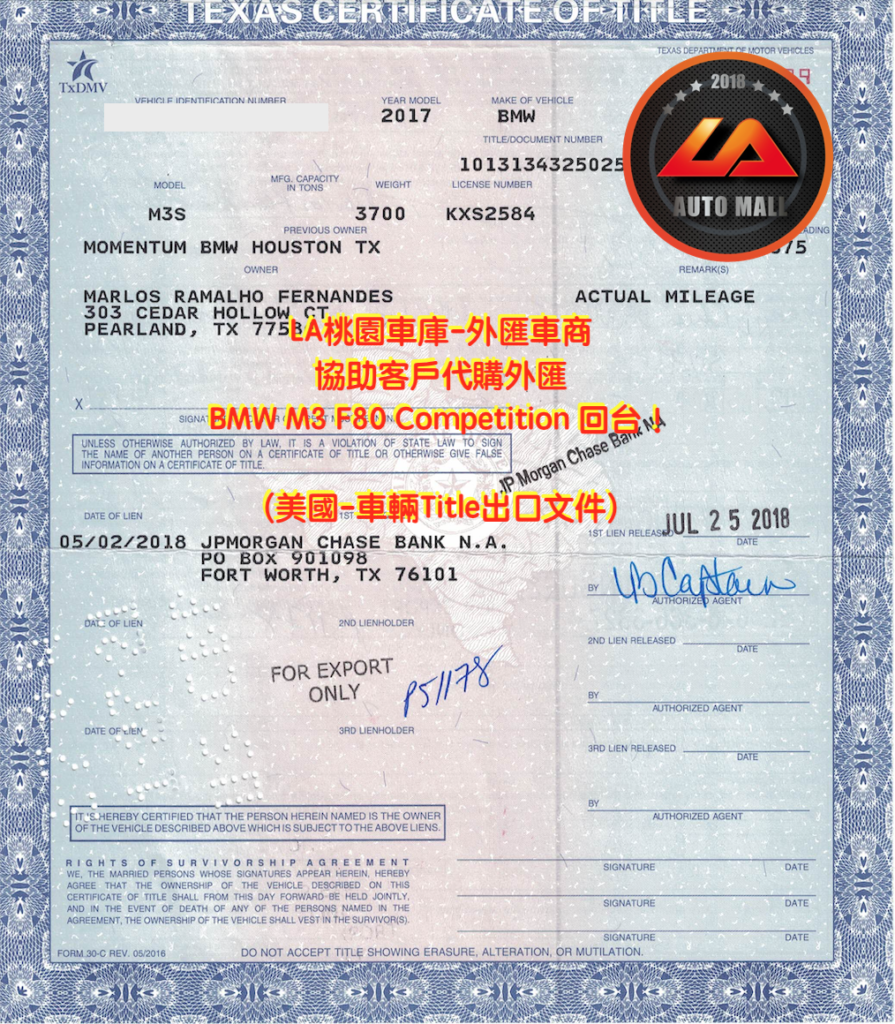 TEXAS CERTIFICATE OF TITLE
TxDMV
TEXAS DEPARTMENT OF MOTOR VEHICLES
2018
LA
AUTO MALL
VEHICLE IDENTIFICATION NUMBER
YEAR MODEL
MAKE OF VEHICLE
2017
BMW
TITLE/DOCUMENT NUMBER
1013134325025
MODEL
MFG. CAPACITY
IN TONS
WEIGHT
LICENSE NUMBER
M3S
3700
KXS2584
PREVIOUS OWNER
MOMENTUM BMW HOUSTON TX
OWNER
REMARK(S)
MARLOS RAMALHO FERNANDES
ACTUAL MILEAGE
303 CEDAR HOLLOW CT
PEARLAND, TX
LA桃園車庫-外匯車商
協助客戶代購外匯
BMW M3 F80 Competition 回台！
X
UNLESS OTHERWISE AUTHORIZED BY LAW, IT IS A VIOLATION OF STATE LAW TO SIGN
THE NAME OF ANOTHER PERSON ON A CERTIFICATE OF TITLE OR OTHERWISE GIVE FALSE
INFORMATION ON A CERTIFICATE OF TITLE.
JP Morgan Chase Bank NA
(美國-車輛Title出口文件)
DATE OF LIEN
1ST LIEN RELEASED
JUL 25 2018
DATE
05/02/2018 JPMORGAN CHASE BANK N.A.
PO BOX 901098
FORT WORTH, TX 76101
BY
AUTHORIZED AGENT
DATE OF LIEN
2ND LIENHOLDER
2ND LIEN RELEASED
DATE
FOR EXPORT
ONLY
P51178
BY
AUTHORIZED AGENT
DATE OF LIEN
3RD LIENHOLDER
3RD LIEN RELEASED
DATE
BY
AUTHORIZED AGENT
IT IS HEREBY CERTIFIED THAT THE PERSON HEREIN NAMED IS THE OWNER
OF THE VEHICLE DESCRIBED ABOVE WHICH IS SUBJECT TO THE ABOVE LIENS.
RIGHTS OF SURVIVORSHIP AGREEMENT
WE, THE MARRIED PERSONS WHOSE SIGNATURES APPEAR HEREIN, HEREBY
AGREE THAT THE OWNERSHIP OF THE VEHICLE DESCRIBED ON THIS
CERTIFICATE OF TITLE SHALL FROM THIS DAY FORWARD BE HELD JOINTLY,
AND IN THE EVENT OF DEATH OF ANY OF THE PERSONS NAMED IN THE
AGREEMENT, THE OWNERSHIP OF THE VEHICLE SHALL VEST IN THE SURVIVOR(S).
SIGNATURE DATE
SIGNATURE DATE
SIGNATURE DATE
FORM 30-C REV. 05/2016
DO NOT ACCEPT TITLE SHOWING ERASURE, ALTERATION, OR MUTILATION.